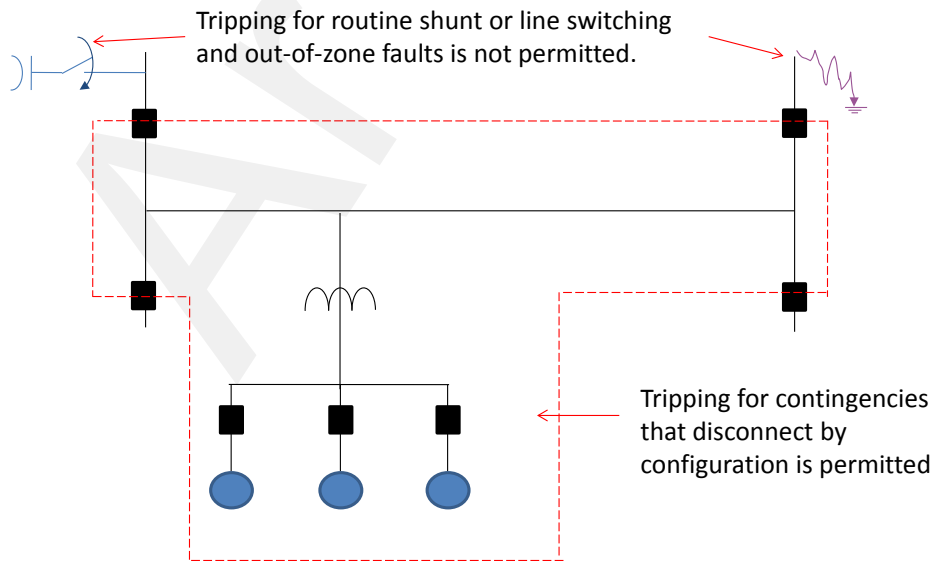 Tripping for routine shunt or line switching
and out-of-zone faults is not permitted.
Tripping for contingencies
that disconnect by
configuration is permitted